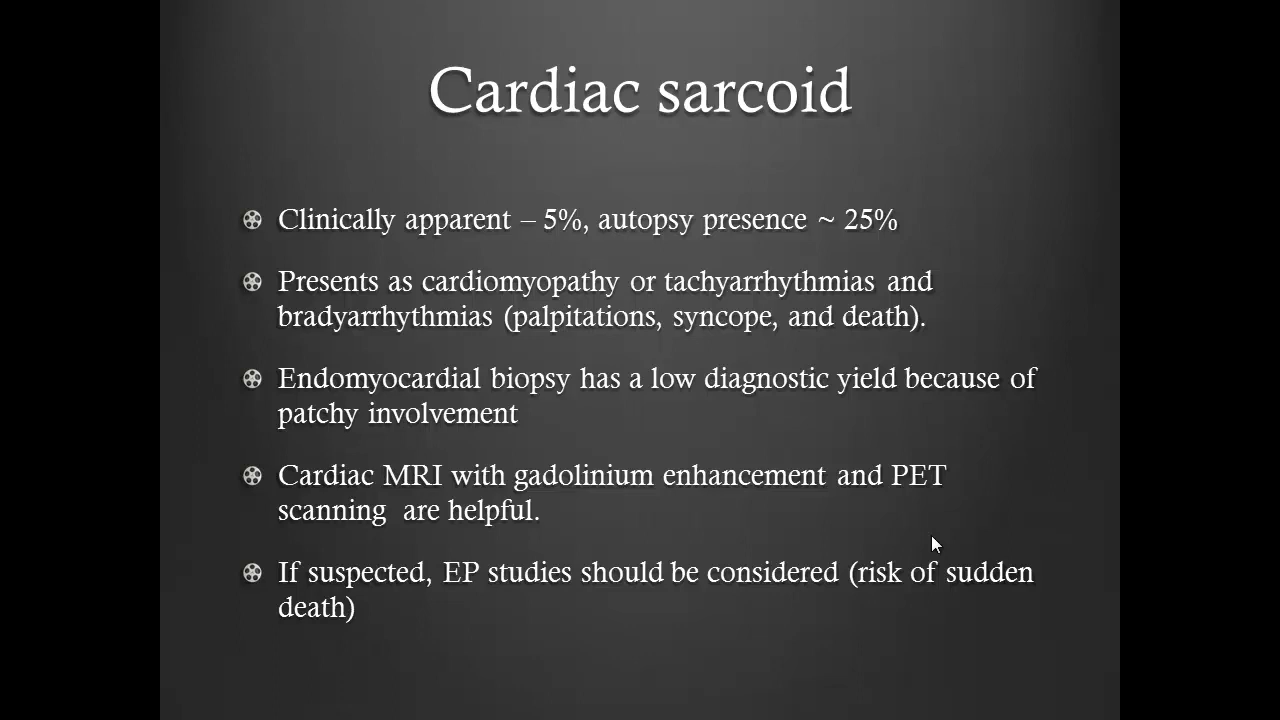 Cardiac sarcoid
Clinically apparent – 5%, autopsy presence ~ 25%
Presents as cardiomyopathy or tachyarrhythmias and
bradyarrhythmias (palpitations, syncope, and death).
Endomyocardial biopsy has a low diagnostic yield because of
patchy involvement
Cardiac MRI with gadolinium enhancement and PET
scanning  are helpful.
If suspected, EP studies should be considered (risk of sudden
death)